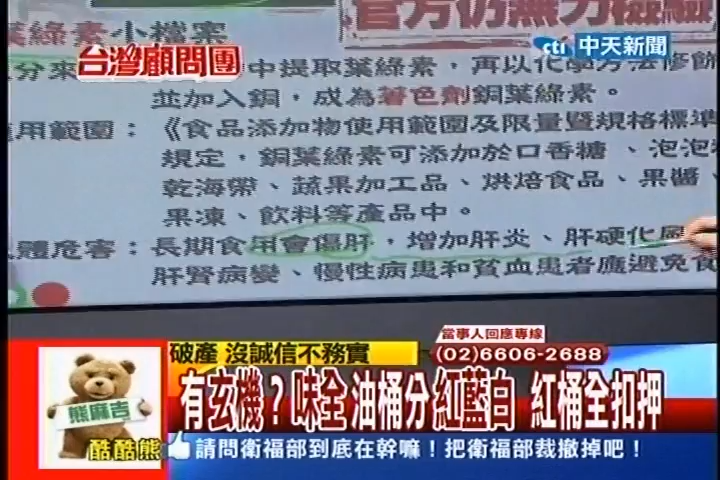 官方仍無力檢驗
葉綠素小檔案
cti 中天新聞
台灣顧問團
中提取葉綠素，再以化學方法修飾
並加入銅，成為著色劑銅葉綠素。
用範圍：《食品添加物使用範圍及限量暨規格標準
規定，銅葉綠素可添加於口香糖、泡泡
乾海帶、蔬果加工品、烘焙食品、果醬、
果凍、飲料等產品中。
體危害：長期食用會傷肝，增加肝炎、肝硬化
肝腎病變、慢性病患和貧血患者應避免食
當事人回應專線
破產 沒誠信不務實
(02)6606-2688
有玄機？味全油桶分紅藍白 紅桶全扣押
熊麻吉
酷酷熊
請問衛福部到底在幹嘛！把衛福部裁撤掉吧！